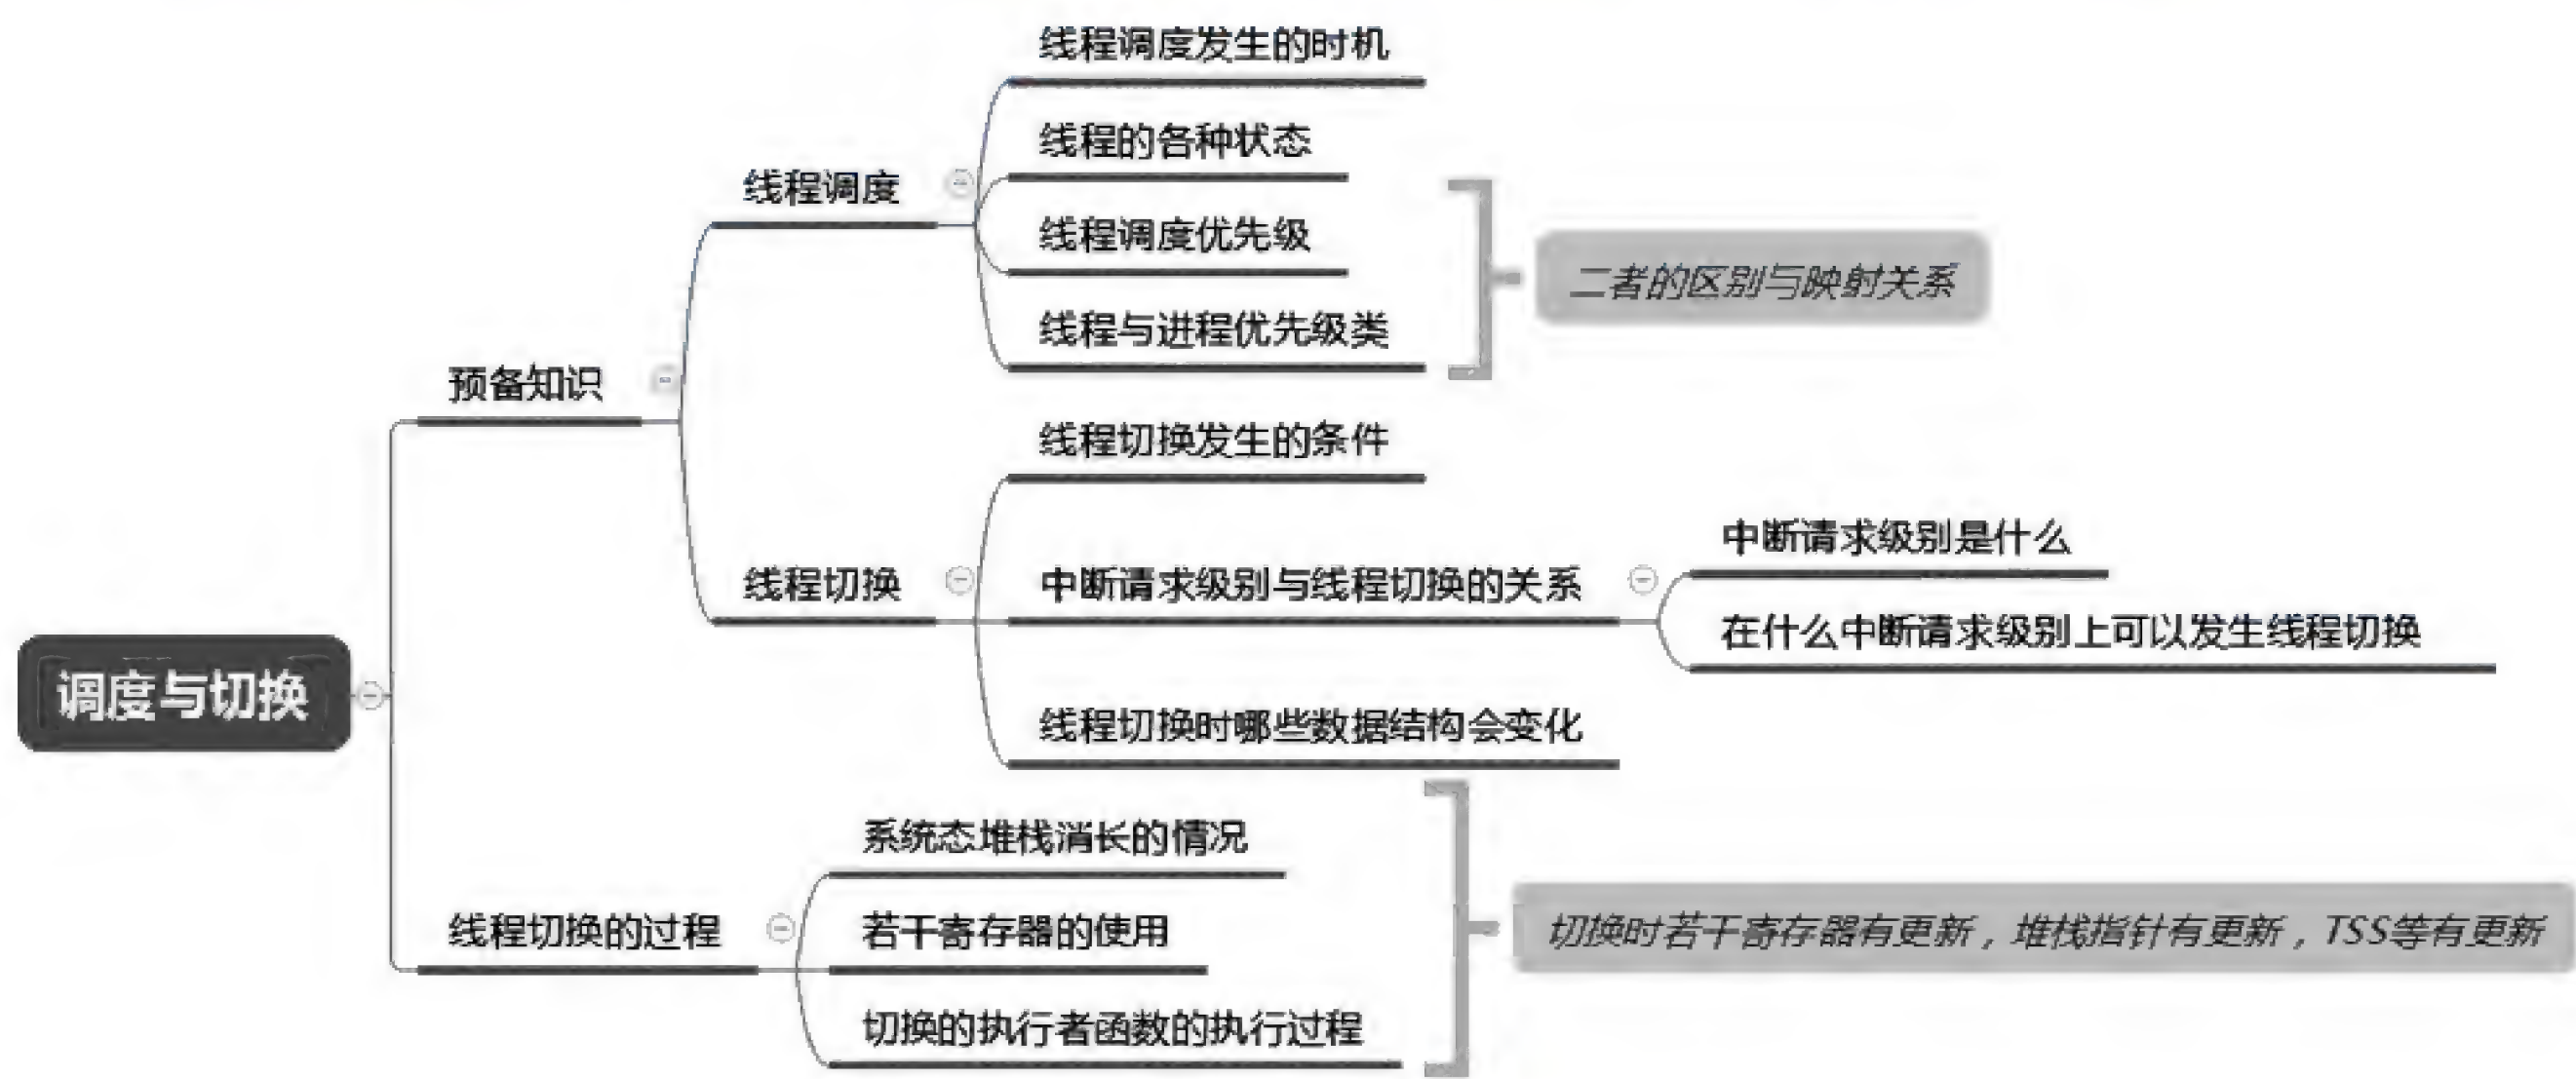 线程调度发生的时机
线程的各种状态
线程调度
线程调度优先级
二者的区别与映射关系
线程与进程优先级类
预备知识
线程切换发生的条件
中断请求级别是什么
线程切换
中断请求级别与线程切换的关系
在什么中断请求级别上可以发生线程切换
调度与切换
线程切换时哪些数据结构会变化
系统态堆栈消长的情况
线程切换的过程
若干寄存器的使用
切换时若干寄存器有更新，堆栈指针有更新，TSS等有更新
切换的执行者函数的执行过程